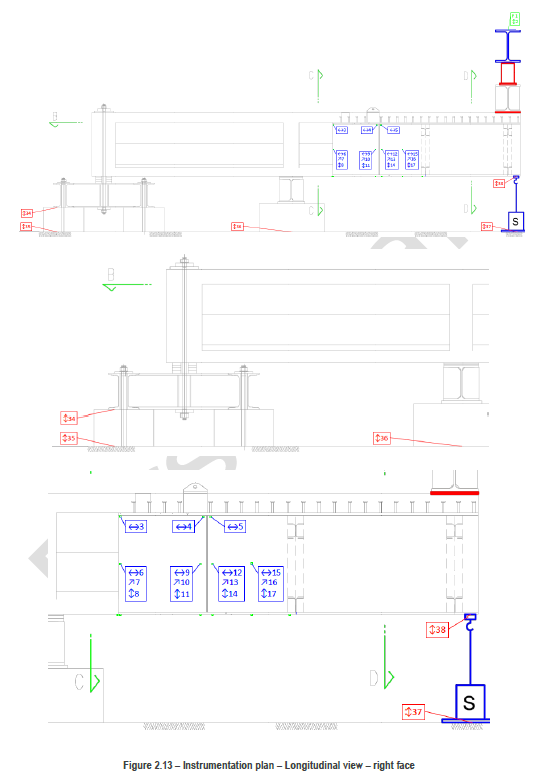 C D
B
↔3 ↔4 ↔5
↔6 ↔9 ↔12 ↔15
↗7 ↗10 ↗13 ↗16
↕8 ↕11 ↕14 ↕17
↕38
C D
↕34
↕35 ↕36 ↕37 S
B
↕34
↕35 ↕36
↔3 ↔4 ↔5
↔6 ↔9 ↔12 ↔15
↗7 ↗10 ↗13 ↗16
↕8 ↕11 ↕14 ↕17
↕38
C D
S
↕37
Figure 2.13 – Instrumentation plan – Longitudinal view – right face